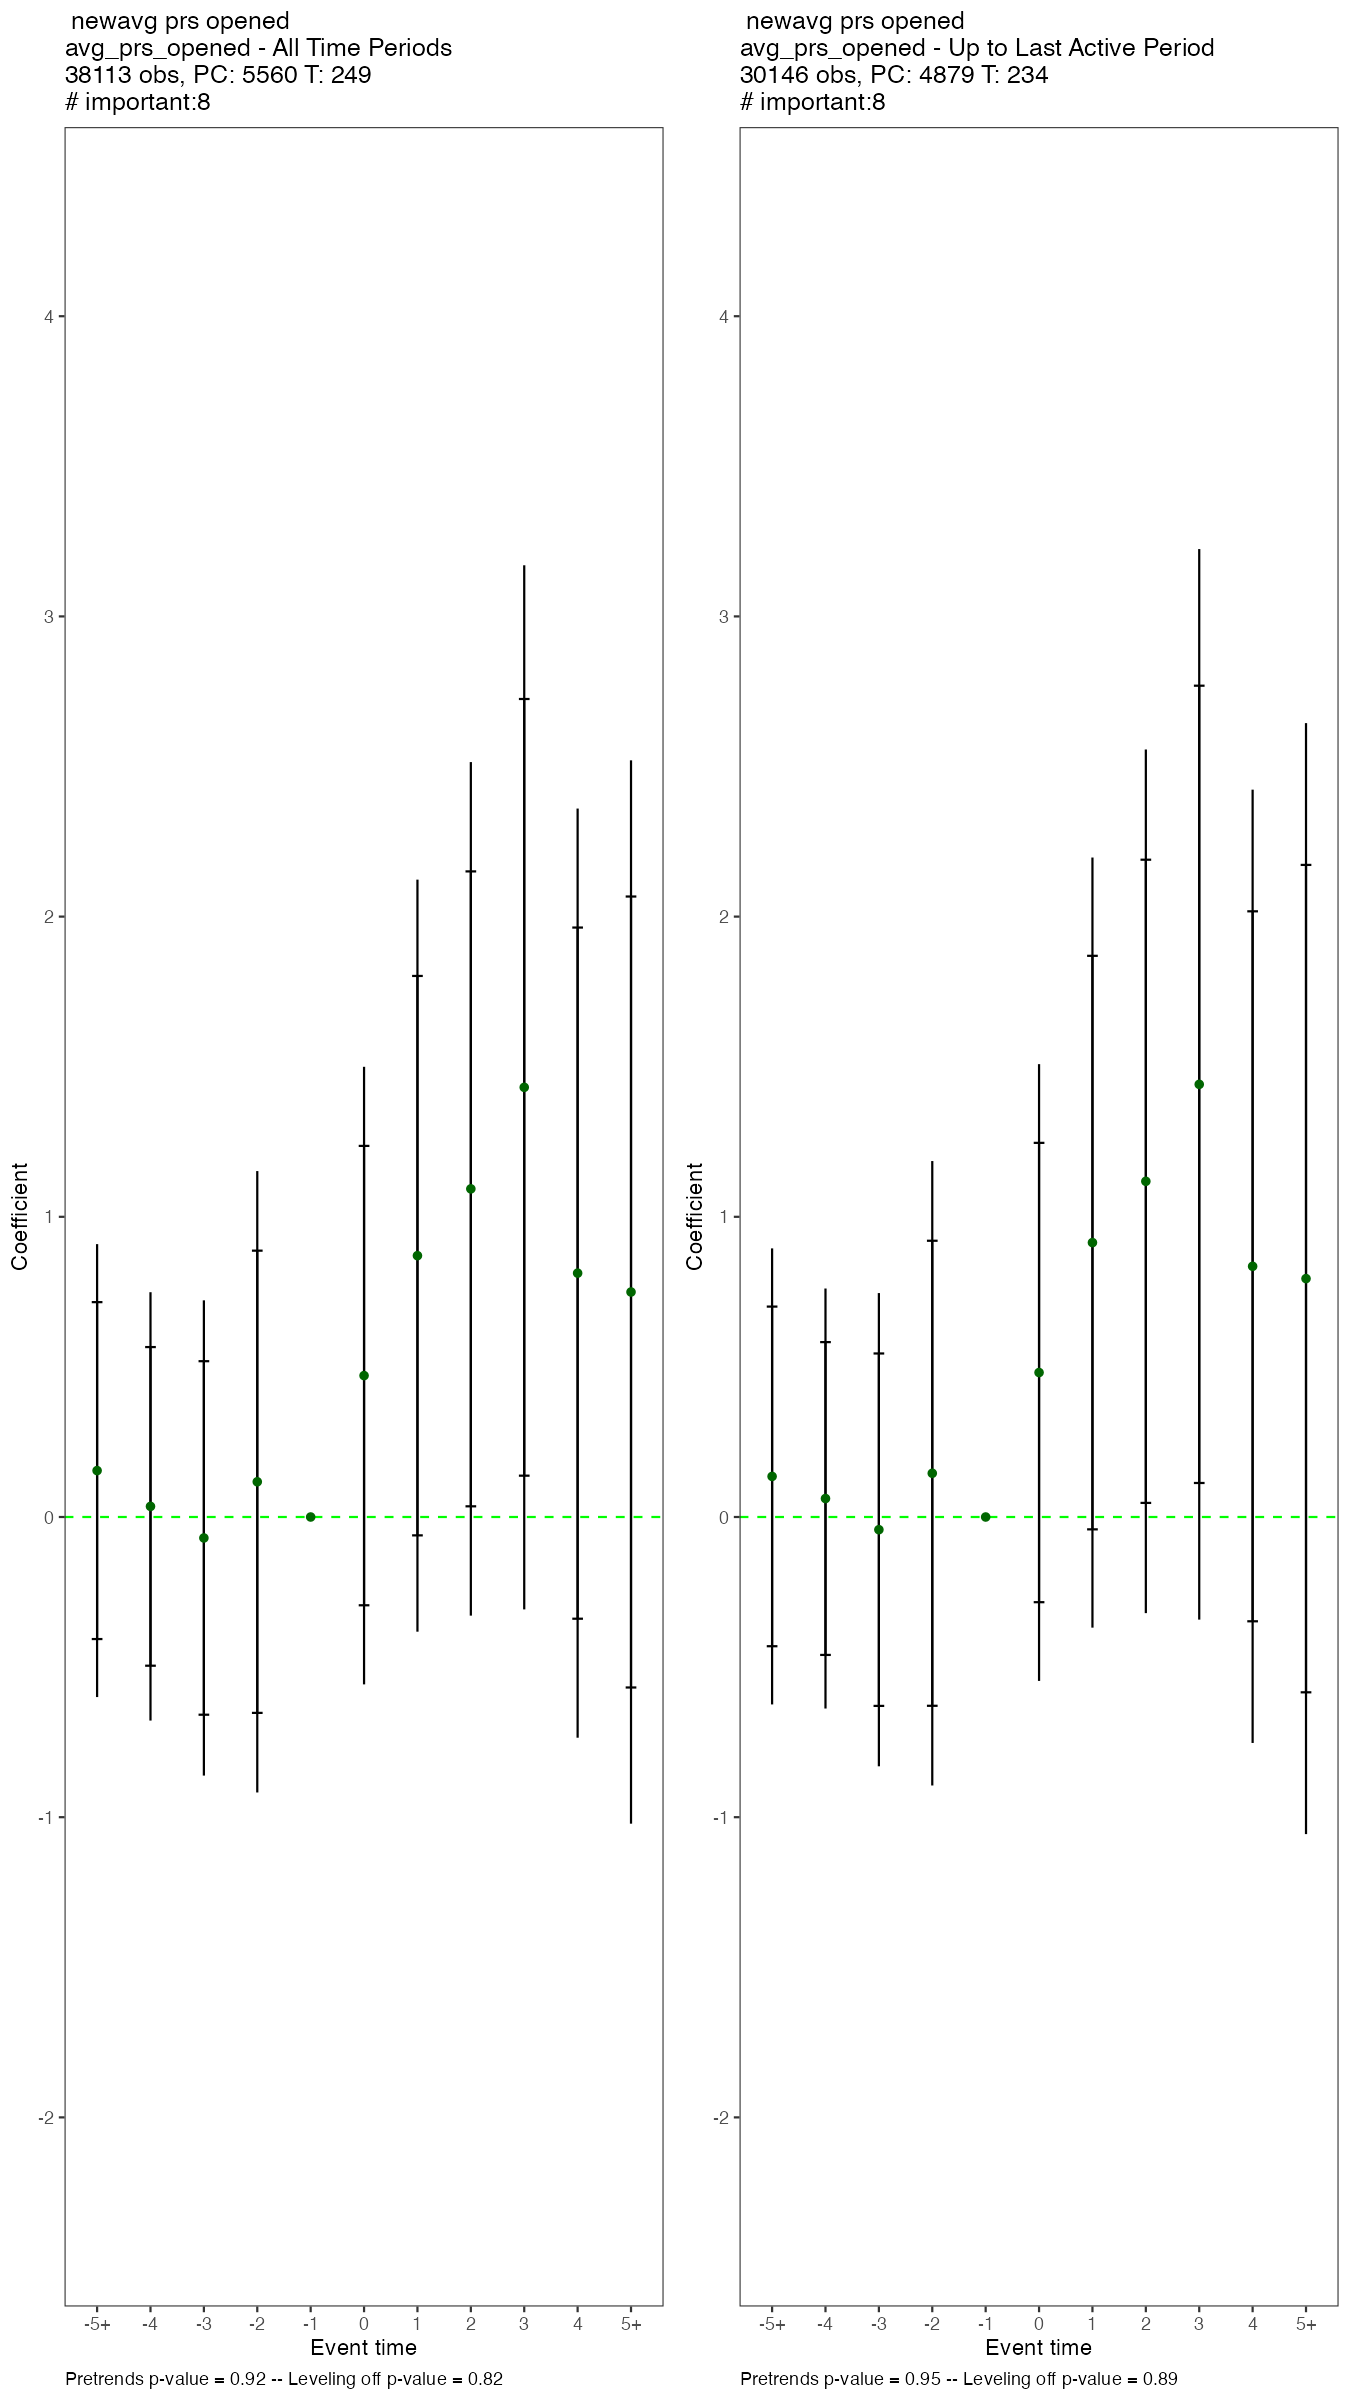 newavg prs opened
avg_prs_opened - All Time Periods
38113 obs, PC: 5560 T: 249
# important:8
4
3
2
1
0
-1
-2
Coefficient
-5+ -4 -3 -2 -1 0 1 2 3 4 5+
Event time
Pretrends p-value = 0.92 -- Leveling off p-value = 0.82
newavg prs opened
avg_prs_opened - Up to Last Active Period
30146 obs, PC: 4879 T: 234
# important:8
4
3
2
1
0
-1
-2
Coefficient
-5+ -4 -3 -2 -1 0 1 2 3 4 5+
Event time
Pretrends p-value = 0.95 -- Leveling off p-value = 0.89